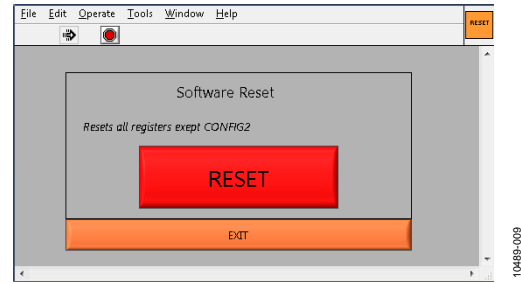 File Edit Operate Tools Window Help
RESET
Software Reset
Resets all registers exept CONFIG2
RESET
EXIT
10489-009